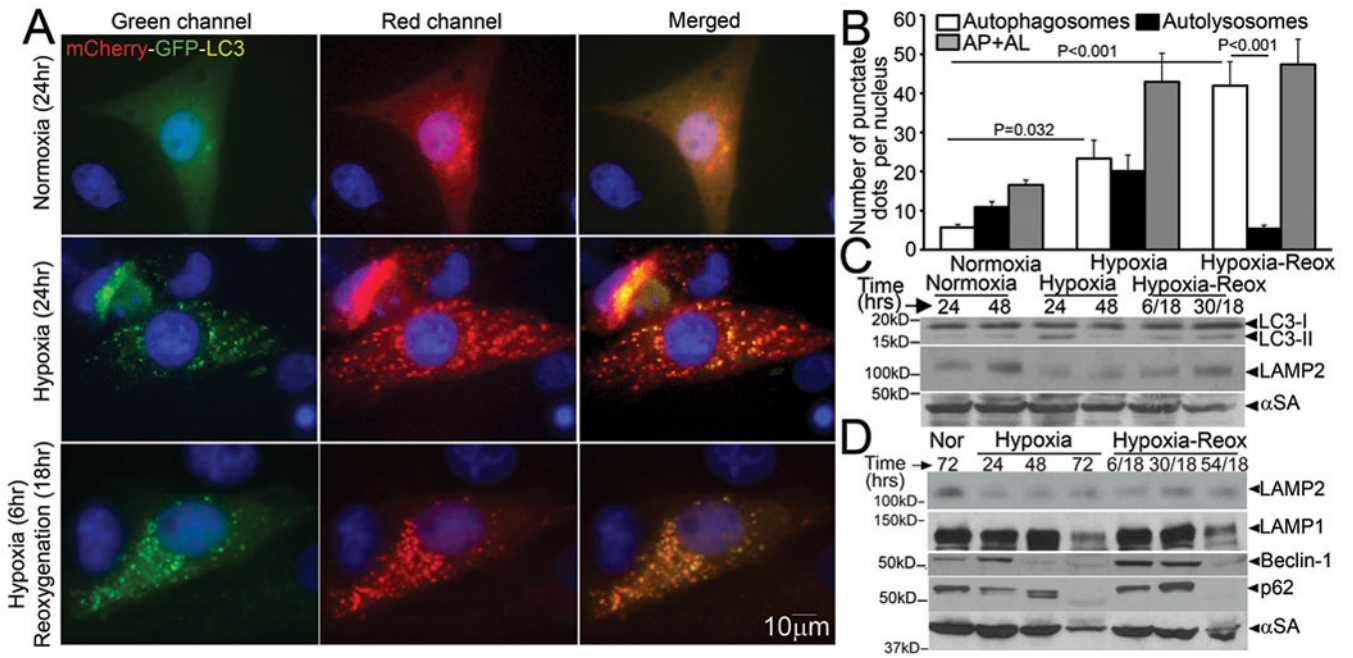 A
Green channel
Red channel
Merged
mCherry-GFP-LC3
Normoxia (24hr)
Hypoxia (24hr)
Hypoxia (6hr)
Reoxygenation (18hr)
10μm
B
Autophagosomes
Autolysosomes
AP+AL
P<0.001
P<0.001
P=0.032
Number of punctate
dots per nucleus
60
50
40
30
20
10
0
Normoxia
Hypoxia
Hypoxia-Reox
C
Time
(hrs)
Normoxia
Hypoxia
Hypoxia-Reox
24
48
24
48
6/18
30/18
20kD
15kD
LC3-I
LC3-II
100kD
LAMP2
50kD
αSA
D
Nor
Hypoxia
Hypoxia-Reox
Time
(hrs)
72
24
48
72
6/18
30/18
54/18
100kD
LAMP2
150kD
LAMP1
50kD
Beclin-1
50kD
p62
αSA
37kD